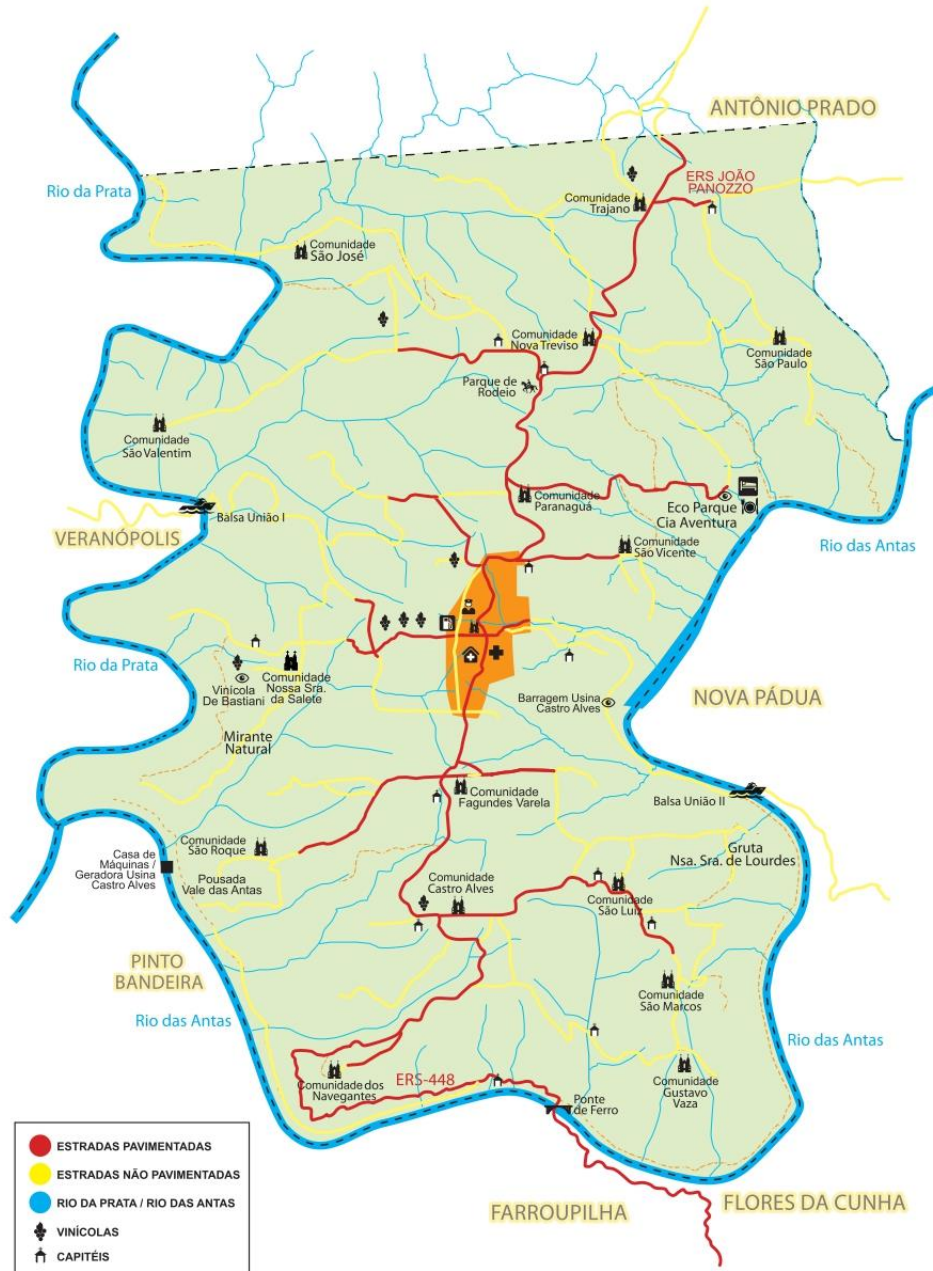 ANTÔNIO PRADO
Rio da Prata
ERS JOÃO
PANOZZO
Comunidade
Trajano
Comunidade
São José
Comunidade
Nova Treviso
Comunidade
São Paulo
Parque de
Rodeio
Comunidade
São Valentim
Comunidade
Paranaguá
Eco Parque
Cia Aventura
Balsa União I
VERANÓPOLIS
Comunidade
São Vicente
Rio das Antas
Rio da Prata
Vinícola
De Bastiani
Comunidade
Nossa Sra.
da Salete
Barragem Usina
Castro Alves
NOVA PÁDUA
Mirante
Natural
Comunidade
Fagundes Varela
Balsa União II
Comunidade
São Roque
Casa de
Máquinas /
Geradora Usina
Castro Alves
Pousada
Vale das Antas
Gruta
Nsa. Sra. de Lourdes
Comunidade
Castro Alves
Comunidade
São Luiz
PINTO
BANDEIRA
Comunidade
São Marcos
Rio das Antas
Rio das Antas
Comunidade dos
Navegantes
ERS-448
Comunidade
Gustavo
Vaza
Ponte
de Ferro
FARROUPILHA
FLORES DA CUNHA
ESTRADAS PAVIMENTADAS
ESTRADAS NÃO PAVIMENTADAS
RIO DA PRATA / RIO DAS ANTAS
VINÍCOLAS
CAPITÉIS